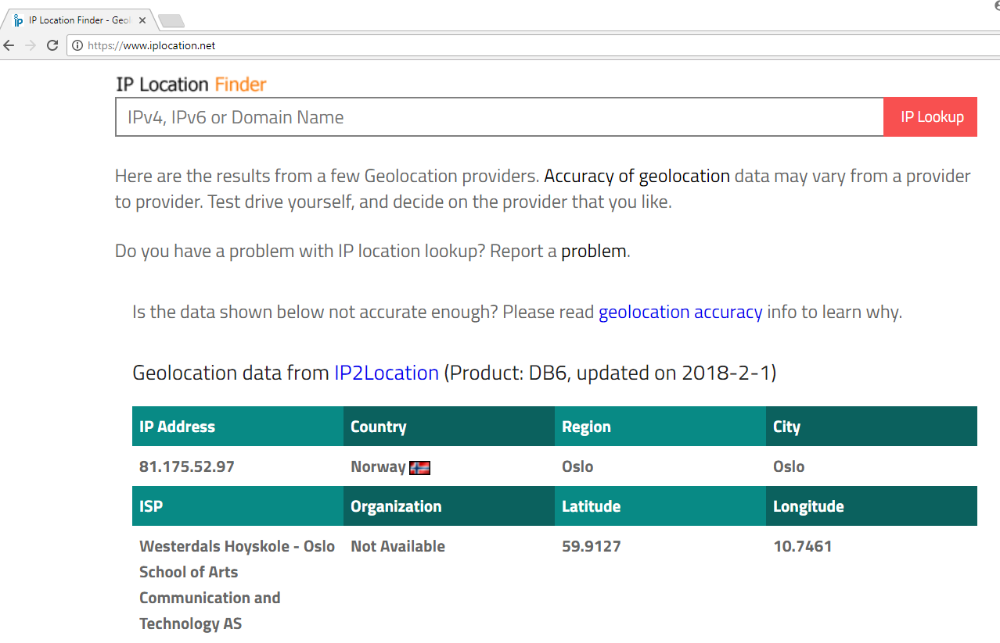 IP Location Finder - Geol
https://www.iplocation.net
IP Location Finder
IPv4, IPv6 or Domain Name
IP Lookup
Here are the results from a few Geolocation providers. Accuracy of geolocation data may vary from a provider
to provider. Test drive yourself, and decide on the provider that you like.
Do you have a problem with IP location lookup? Report a problem.
Is the data shown below not accurate enough? Please read geolocation accuracy info to learn why.
Geolocation data from IP2Location (Product: DB6, updated on 2018-2-1)
IP Address Country Region City
81.175.52.97 Norway Oslo Oslo
ISP Organization Latitude Longitude
Westerdals Hoyskole - Oslo Not Available 59.9127 10.7461
School of Arts
Communication and
Technology AS